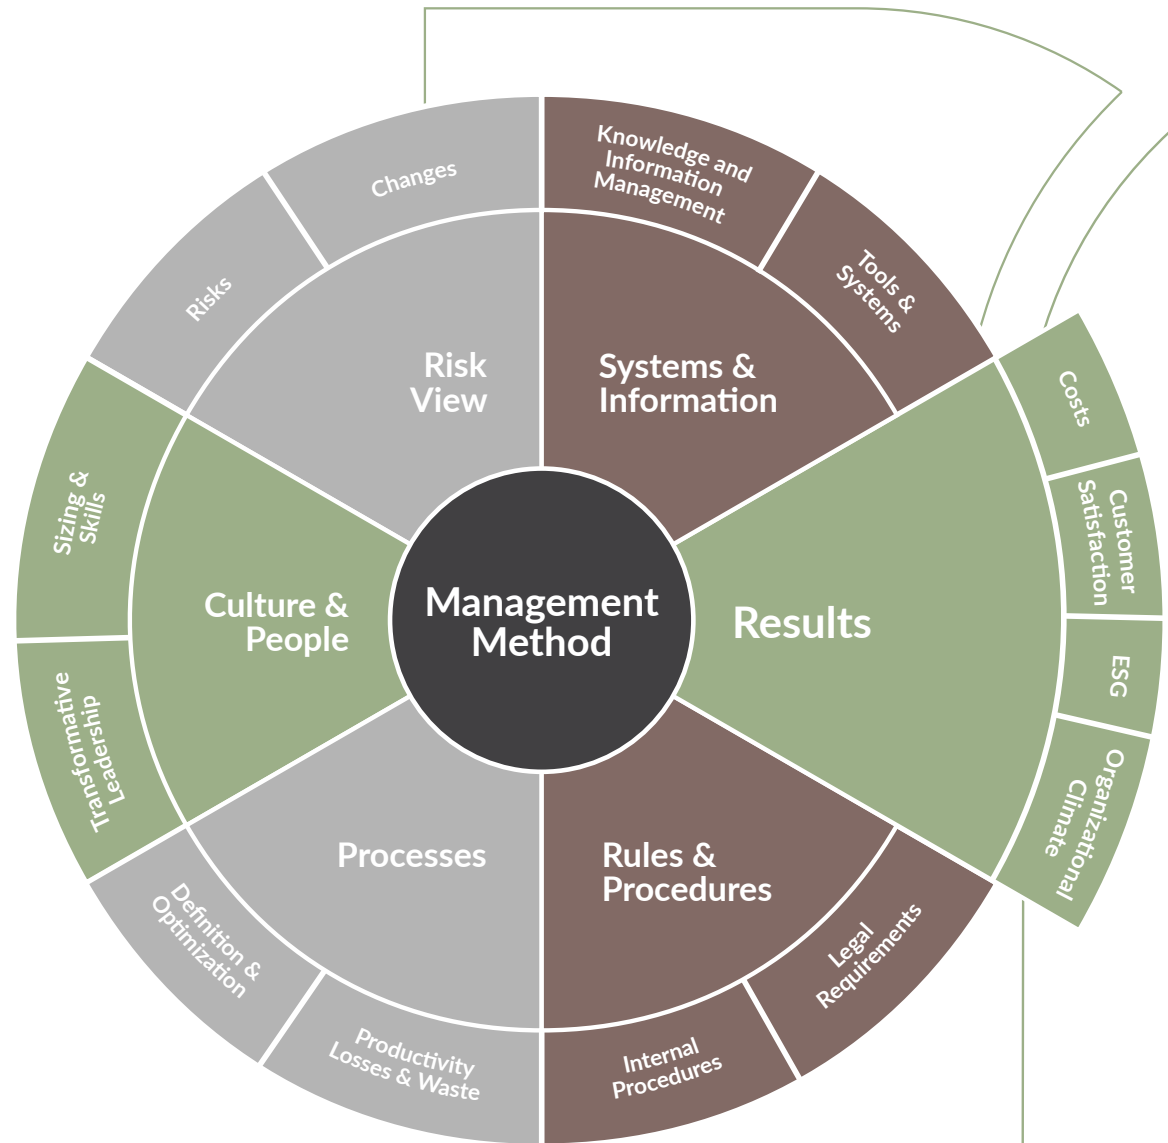 Knowledge and
Information
Management
Changes
Tools &
Systems
Risks
Risk
View
Systems &
Information
Costs
Customer
Satisfaction
Sizing &
Skills
Culture &
People
Management
Method
Results
ESG
Transformative
Leadership
Organizational
Climate
Processes
Rules &
Procedures
Definition &
Optimization
Legal
Requirements
Productivity
Losses & Waste
Internal
Procedures